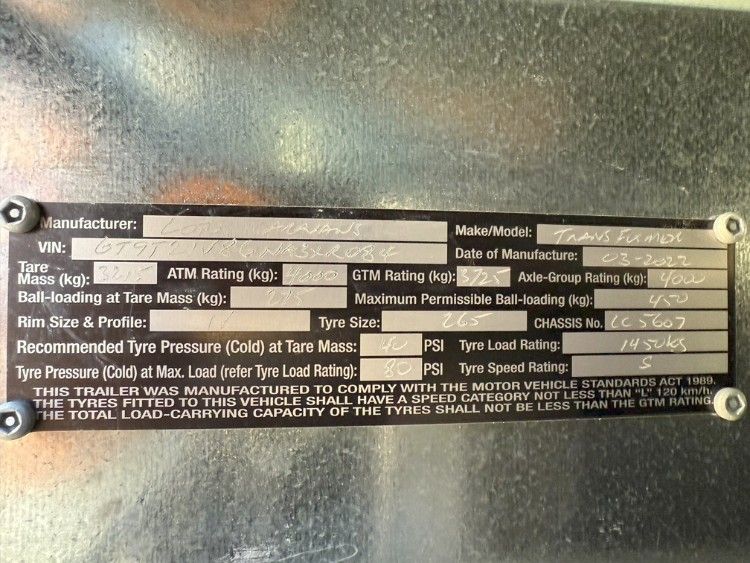 Manufacturer: Make/Model: TRANSFORMER
VIN: Date of Manufacture: 03-2022
Tare Mass (kg): 3215 ATM Rating (kg): 4000 GTM Rating (kg): 3725 Axle-Group Rating (kg): 4000
Ball-loading at Tare Mass (kg): 275 Maximum Permissible Ball-loading (kg): 450
Rim Size & Profile: Tyre Size: 265 CHASSIS No. LC5607
Recommended Tyre Pressure (Cold) at Tare Mass: 40 PSI Tyre Load Rating: 1450KG
Tyre Pressure (Cold) at Max. Load (refer Tyre Load Rating): 80 PSI Tyre Speed Rating: S
THIS TRAILER WAS MANUFACTURED TO COMPLY WITH THE MOTOR VEHICLE STANDARDS ACT 1989.
THE TYRES FITTED TO THIS VEHICLE SHALL HAVE A SPEED CATEGORY NOT LESS THAN "L" 120 km/h.
THE TOTAL LOAD-CARRYING CAPACITY OF THE TYRES SHALL NOT BE LESS THAN THE GTM RATING.